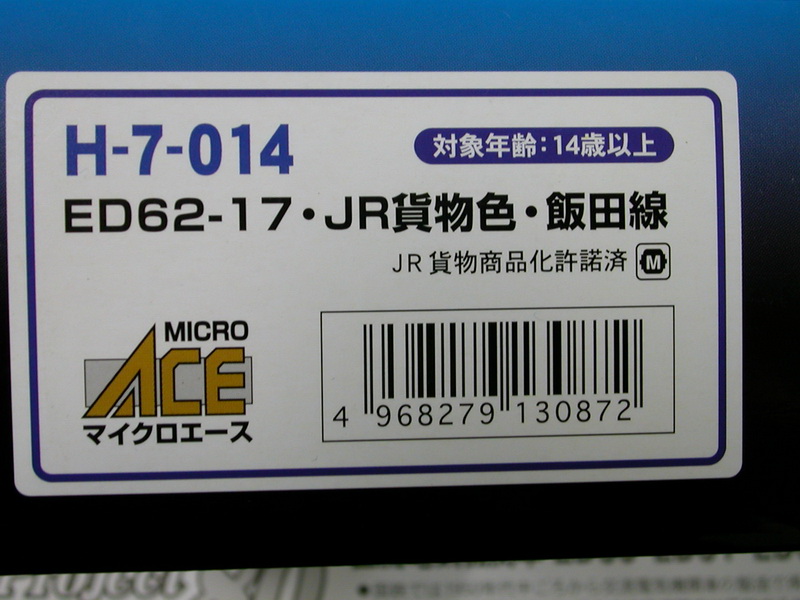 H-7-014
対象年齢:14歳以上
ED62-17・JR貨物色・飯田線
JR貨物商品化許諾済 M
MICRO
ACE
マイクロエース
4 968279 130872
Project